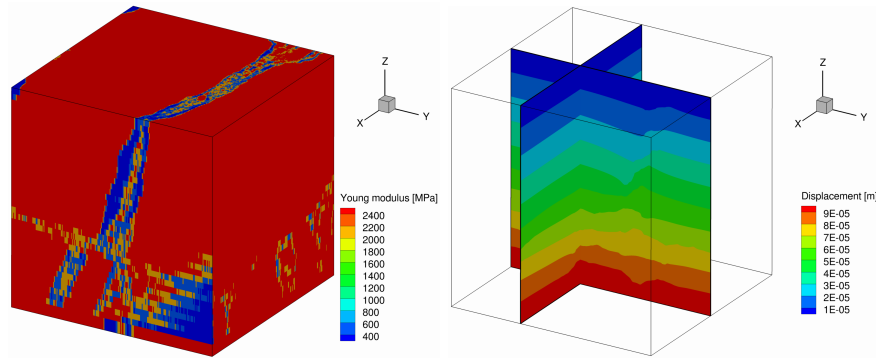 Z
X
Y
Young modulus [MPa]
2400
2200
2000
1800
1600
1400
1200
1000
800
600
400
Z
X
Y
Displacement [m]
9E-05
8E-05
7E-05
6E-05
5E-05
4E-05
3E-05
2E-05
1E-05